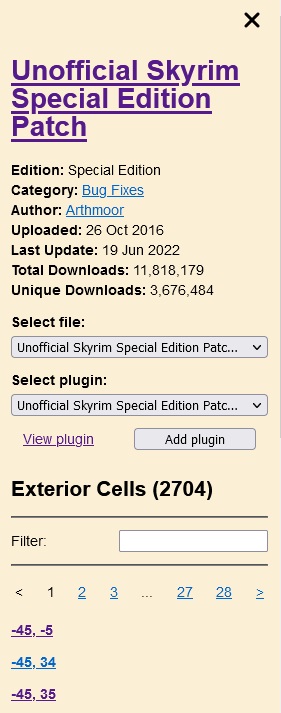 Unofficial Skyrim
Special Edition
Patch
Edition: Special Edition
Category: Bug Fixes
Author: Arthmoor
Uploaded: 26 Oct 2016
Last Update: 19 Jun 2022
Total Downloads: 11,818,179
Unique Downloads: 3,676,484
Select file:
Unofficial Skyrim Special Edition Patc...
Select plugin:
Unofficial Skyrim Special Edition Patc...
View plugin Add plugin
Exterior Cells (2704)
Filter:
< 1 2 3 ... 27 28 >
-45, -5
-45, 34
-45, 35